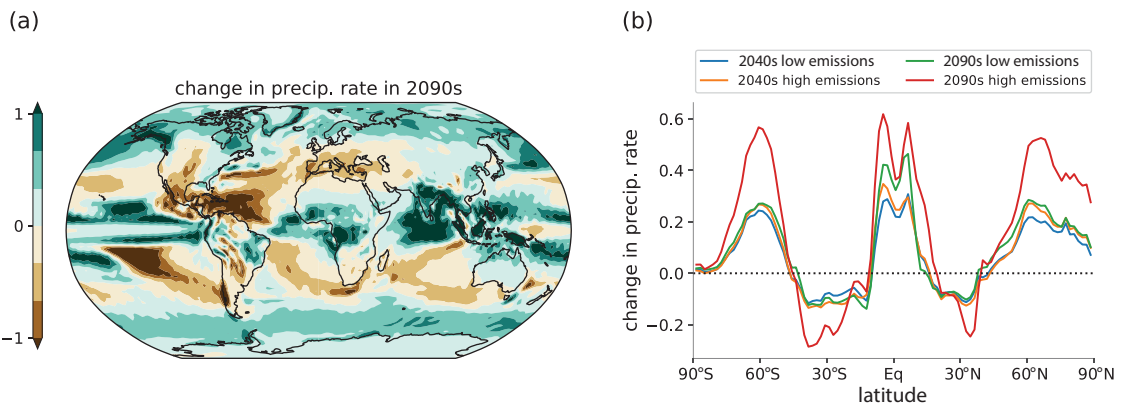 (a)
change in precip. rate in 2090s
1
0
−1
(b)
2040s low emissions
2090s low emissions
2040s high emissions
2090s high emissions
change in precip. rate
0.6
0.4
0.2
0.0
−0.2
90°S
60°S
30°S
Eq
30°N
60°N
90°N
latitude